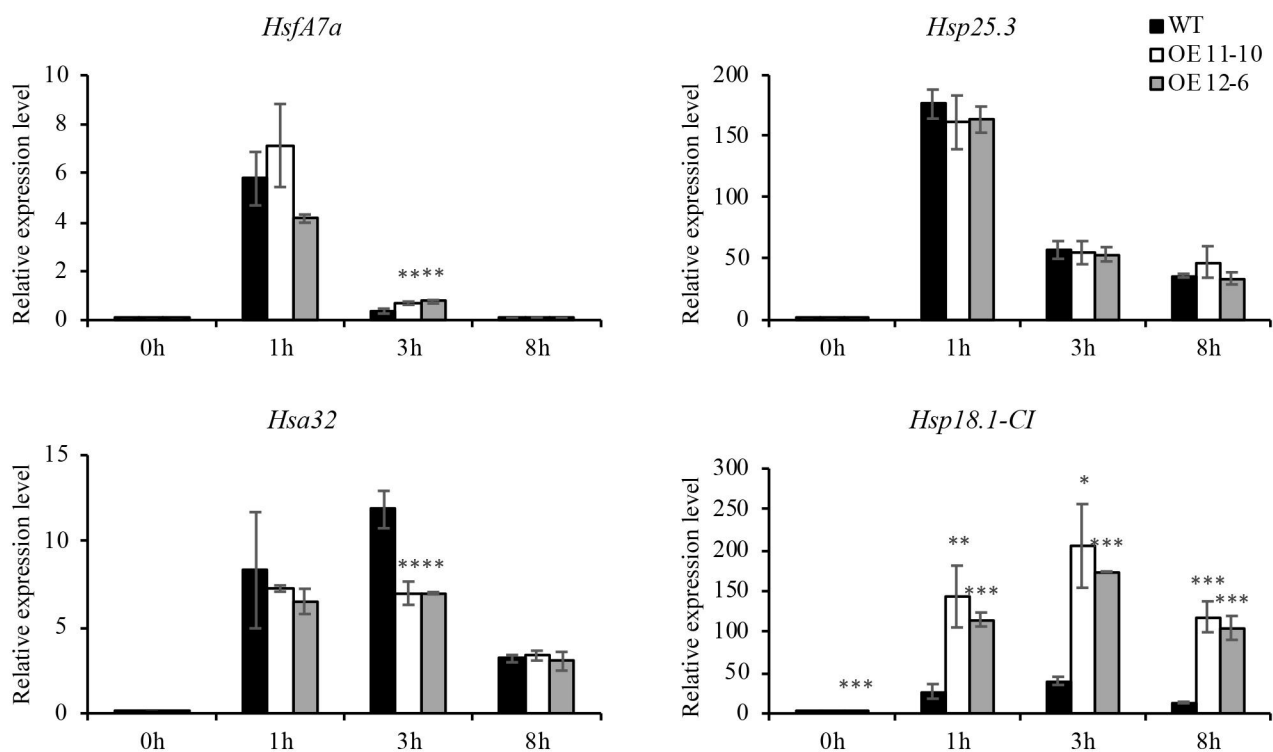 HsfA7a
Relative expression level
10
8
6
4
2
0
****
0h 1h 3h 8h
Hsp25.3
WT
OE 11-10
OE 12-6
Relative expression level
200
150
100
50
0
0h 1h 3h 8h
Hsa32
Relative expression level
15
10
5
0
****
0h 1h 3h 8h
Hsp18.1-CI
Relative expression level
300
250
200
150
100
50
0
***
**
***
*
***
***
***
0h 1h 3h 8h